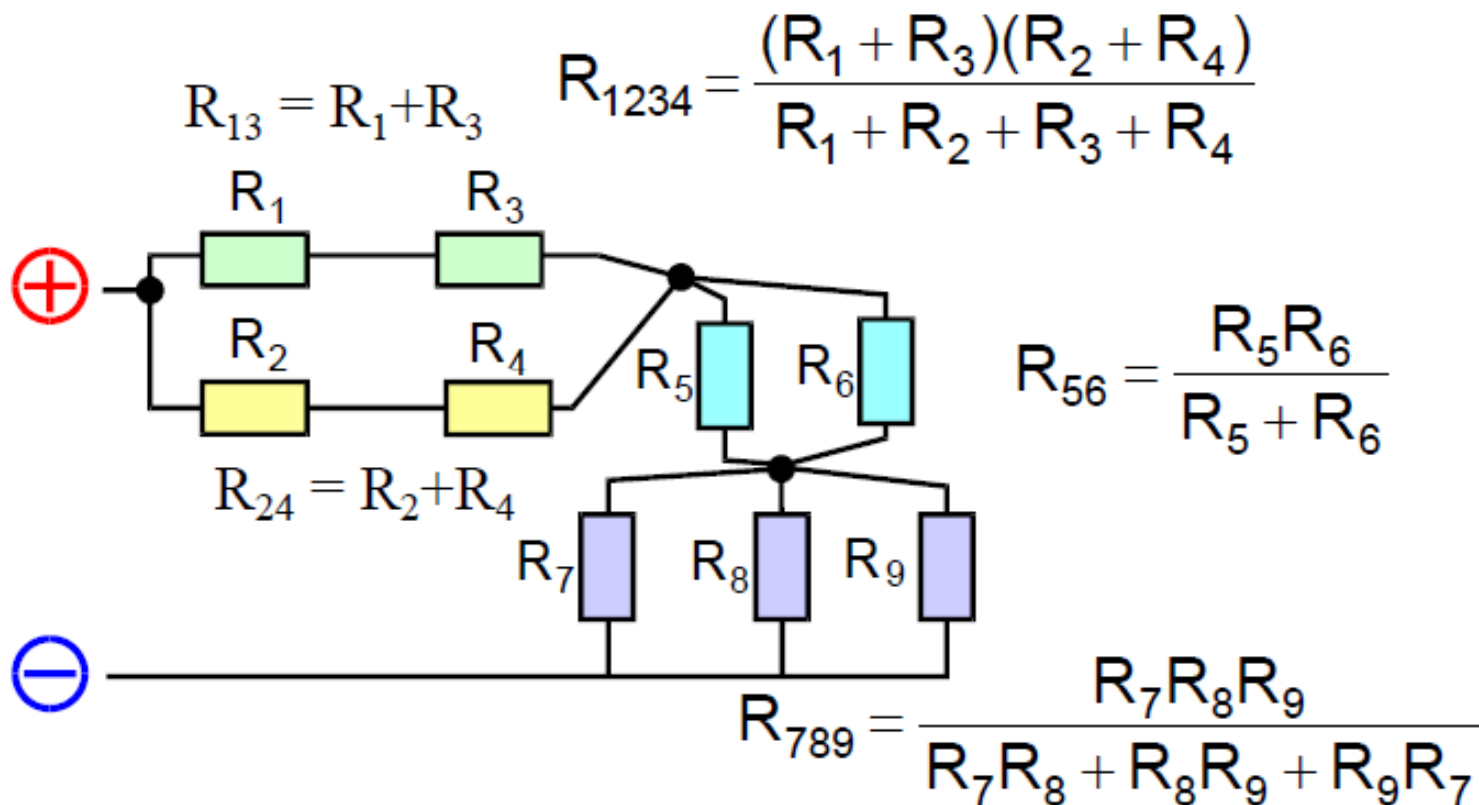 R₁₃ = R₁+R₃
R₁₂₃₄ = (R₁ + R₃)(R₂ + R₄) / R₁ + R₂ + R₃ + R₄
R₁ R₃
+
R₂ R₄
R₅ R₆
R₅₆ = R₅R₆ / R₅ + R₆
R₂₄ = R₂+R₄
R₇ R₈ R₉
−
R₇₈₉ = R₇R₈R₉ / R₇R₈ + R₈R₉ + R₉R₇